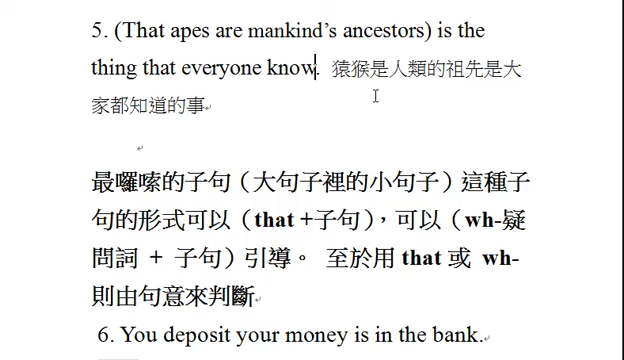 5. (That apes are mankind's ancestors) is the
thing that everyone know. 猿猴是人類的祖先是大
家都知道的事
最囉嗦的子句（大句子裡的小句子）這種子
句的形式可以（that +子句），可以（wh-疑
問詞 + 子句）引導。 至於用 that 或 wh-
則由句意來判斷
6. You deposit your money is in the bank.